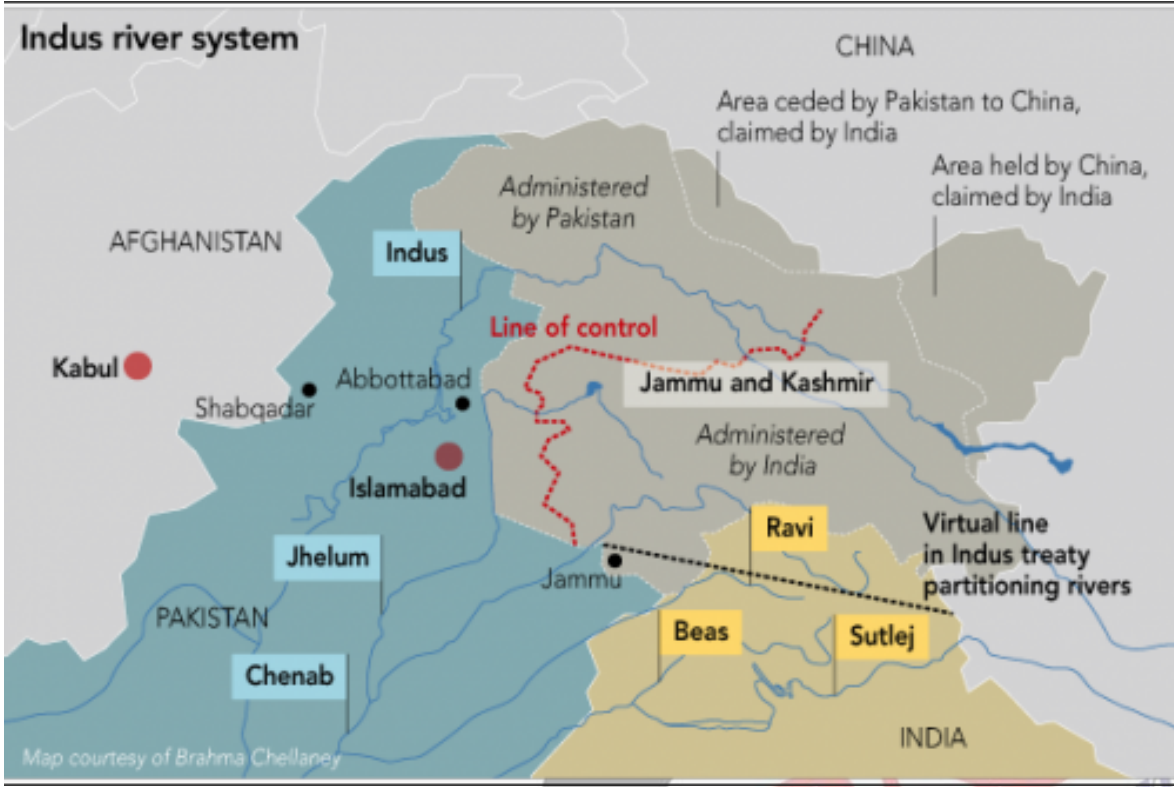 Indus river system
CHINA
Area ceded by Pakistan to China,
claimed by India
Area held by China,
claimed by India
Administered
by Pakistan
AFGHANISTAN
Indus
Line of control
Kabul
Abbottabad
Shabqadar
Jammu and Kashmir
Administered
by India
Islamabad
Ravi
Virtual line
in Indus treaty
partitioning rivers
Jhelum
Jammu
PAKISTAN
Beas
Sutlej
Chenab
INDIA
Map courtesy of Brahma Chellaney